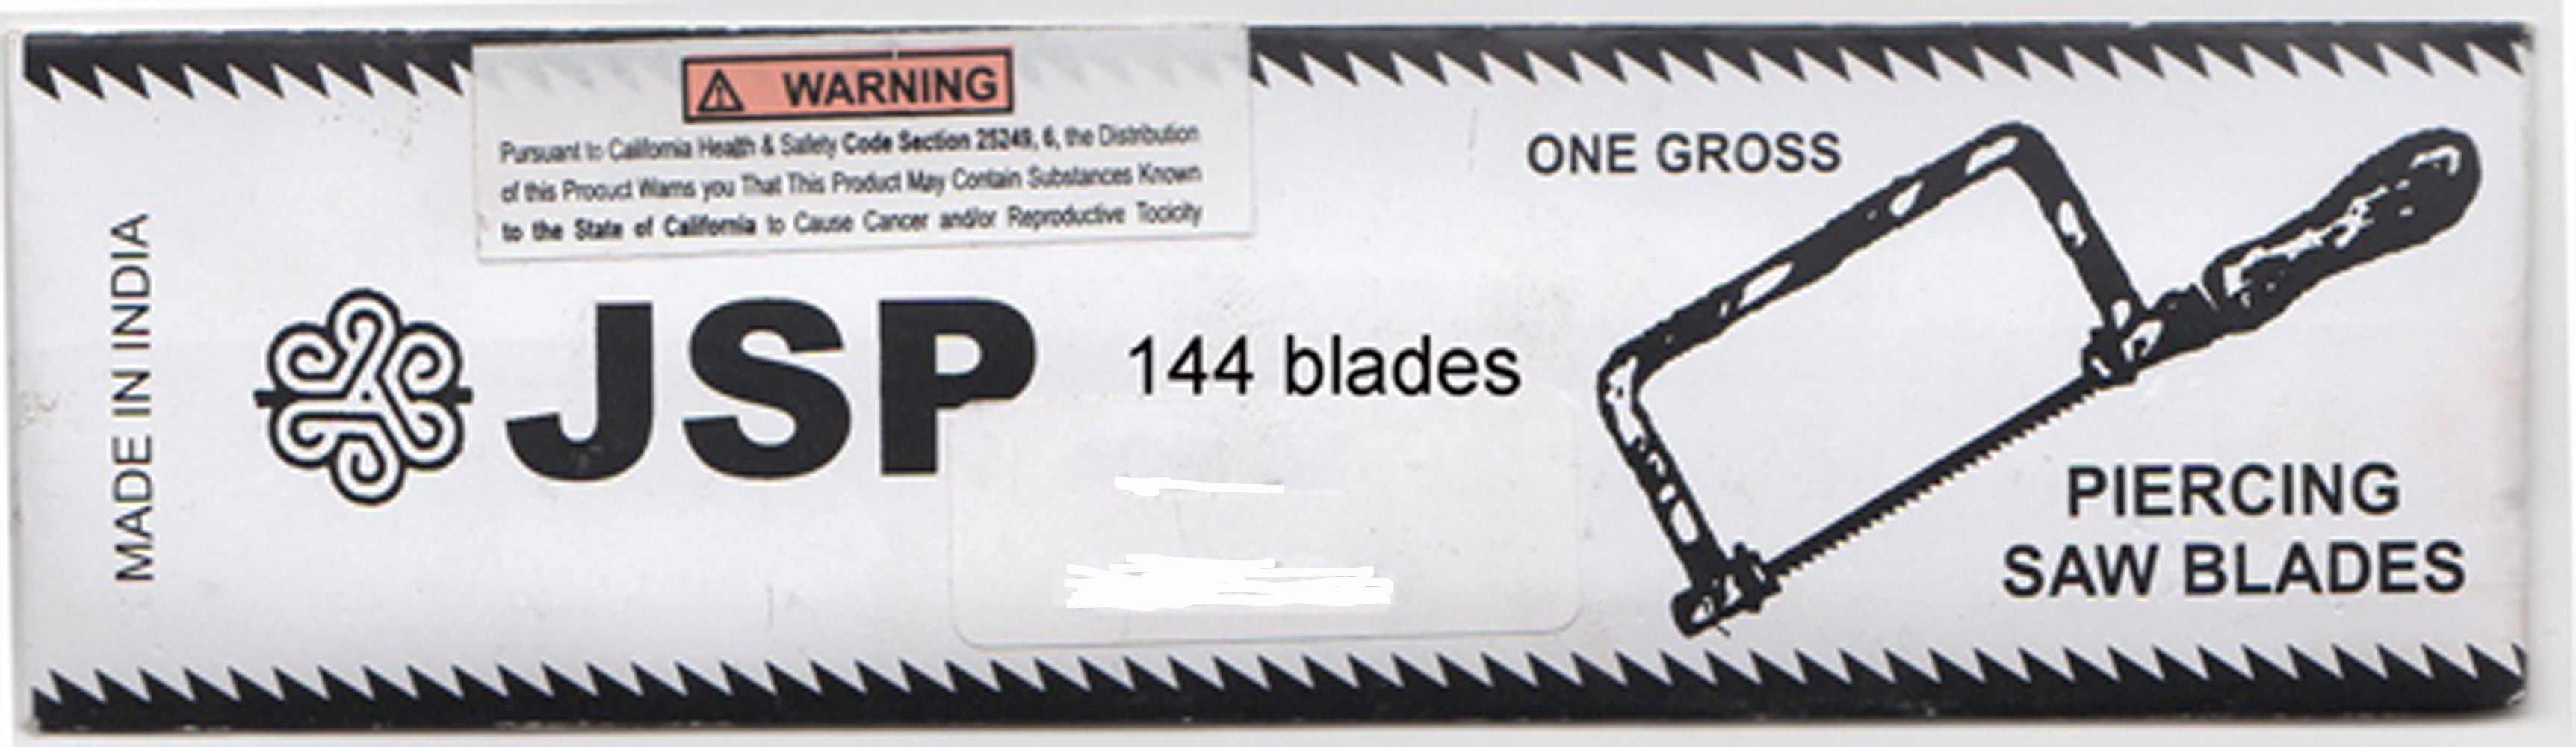 WARNING
Pursuant to California Health & Safety Code Section 25249, 6, the Distribution
of this Product Warns you That This Product May Contain Substances Known
to the State of California to Cause Cancer and/or Reproductive Tocicity
ONE GROSS
MADE IN INDIA
JSP
144 blades
PIERCING
SAW BLADES